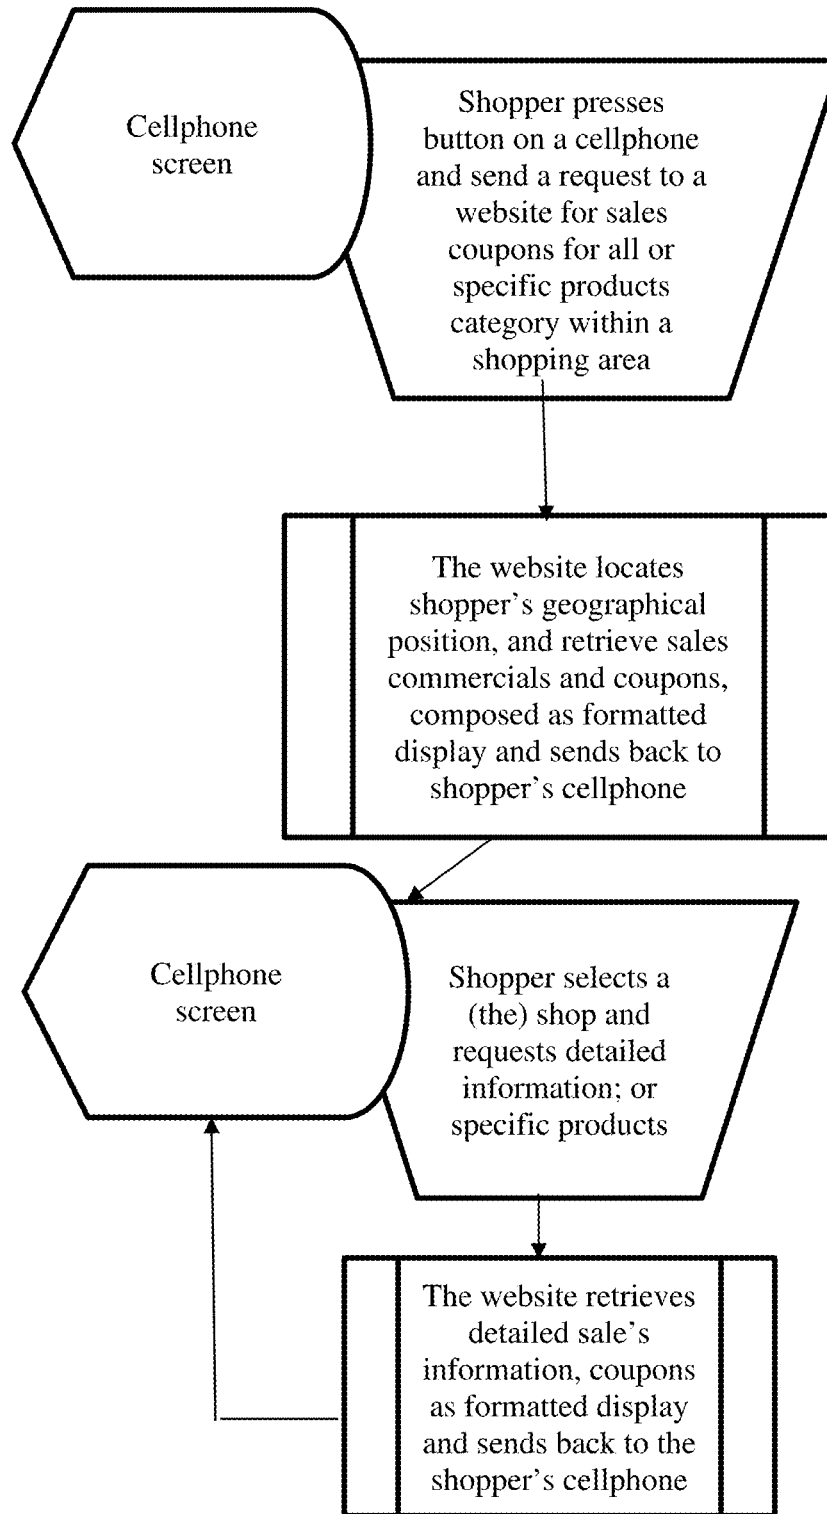 Cellphone
screen
Shopper presses
button on a cellphone
and send a request to a
website for sales
coupons for all or
specific products
category within a
shopping area
The website locates
shopper’s geographical
position, and retrieve sales
commercials and coupons,
composed as formatted
display and sends back to
shopper’s cellphone
Cellphone
screen
Shopper selects a
(the) shop and
requests detailed
information; or
specific products
The website retrieves
detailed sale’s
information, coupons
as formatted display
and sends back to the
shopper’s cellphone